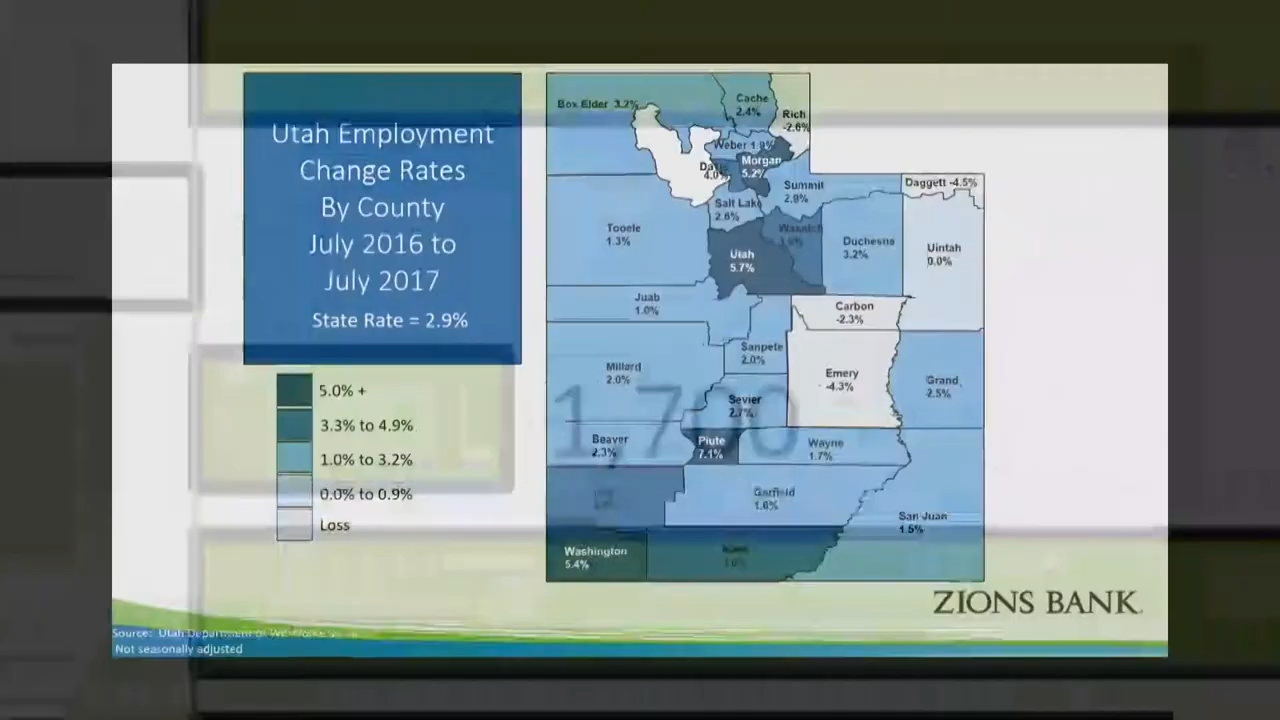 Utah Employment
Change Rates
By County
July 2016 to
July 2017
State Rate = 2.9%
5.0% +
3.3% to 4.9%
1.0% to 3.2%
0.0% to 0.9%
Loss
Box Elder 3.2%
Cache
2.4%
Rich
-2.6%
Weber
Morgan
5.2%
4.0%
Summit
2.9%
Daggett -4.5%
Salt Lake
2.6%
Tooele
1.3%
Wasatch
Duchesne
3.2%
Uintah
0.0%
Utah
5.7%
Juab
1.0%
Carbon
-2.3%
Sanpete
2.0%
Millard
2.0%
Emery
-4.3%
Grand
2.5%
Sevier
2.7%
1,700
Beaver
2.3%
Piute
7.1%
Wayne
1.7%
Garfield
1.6%
San Juan
1.5%
Washington
5.4%
ZIONS BANK
Source: Utah Department of
Not seasonally adjusted